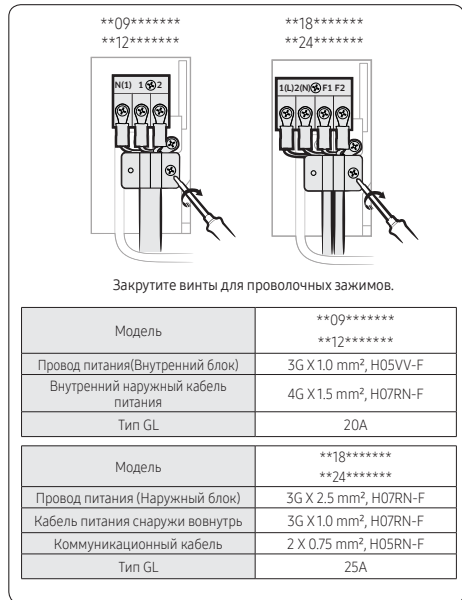 **09******* **18*******
**12******* **24*******
N(1) 1 2 1(L) 2(N) F1 F2
Закрутите винты для проволочных зажимов.
Модель **09*******
**12*******
Провод питания(Внутренний блок) 3G X 1.0 mm², H05VV-F
Внутренний наружный кабель
питания 4G X 1.5 mm², H07RN-F
Тип GL 20A
Модель **18*******
**24*******
Провод питания (Наружный блок) 3G X 2.5 mm², H07RN-F
Кабель питания снаружи вовнутрь 3G X 1.0 mm², H07RN-F
Коммуникационный кабель 2 X 0.75 mm², H05RN-F
Тип GL 25A